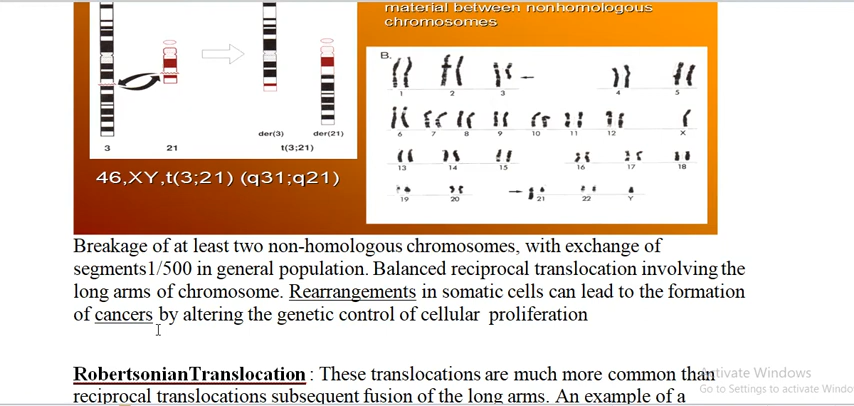 material between nonhomologous
chromosomes
B.
1 2 3 4 5
der(3) der(21)
6 7 8 9 10 11 12 X
3 21 t(3;21)
13 14 15 16 17 18
46,XY,t(3;21) (q31;q21)
19 20 21 22 Y
Breakage of at least two non-homologous chromosomes, with exchange of
segments1/500 in general population. Balanced reciprocal translocation involving the
long arms of chromosome. Rearrangements in somatic cells can lead to the formation
of cancers by altering the genetic control of cellular proliferation
RobertsonianTranslocation : These translocations are much more common than
Activate Windows
Go to Settings to activate Windo
reciprocal translocations subsequent fusion of the long arms. An example of a